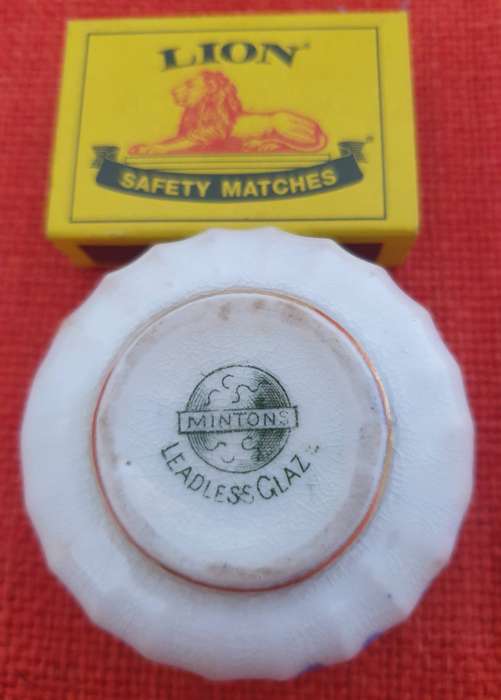 LION
SAFETY MATCHES
MINTONS
LEADLESS GLAZ